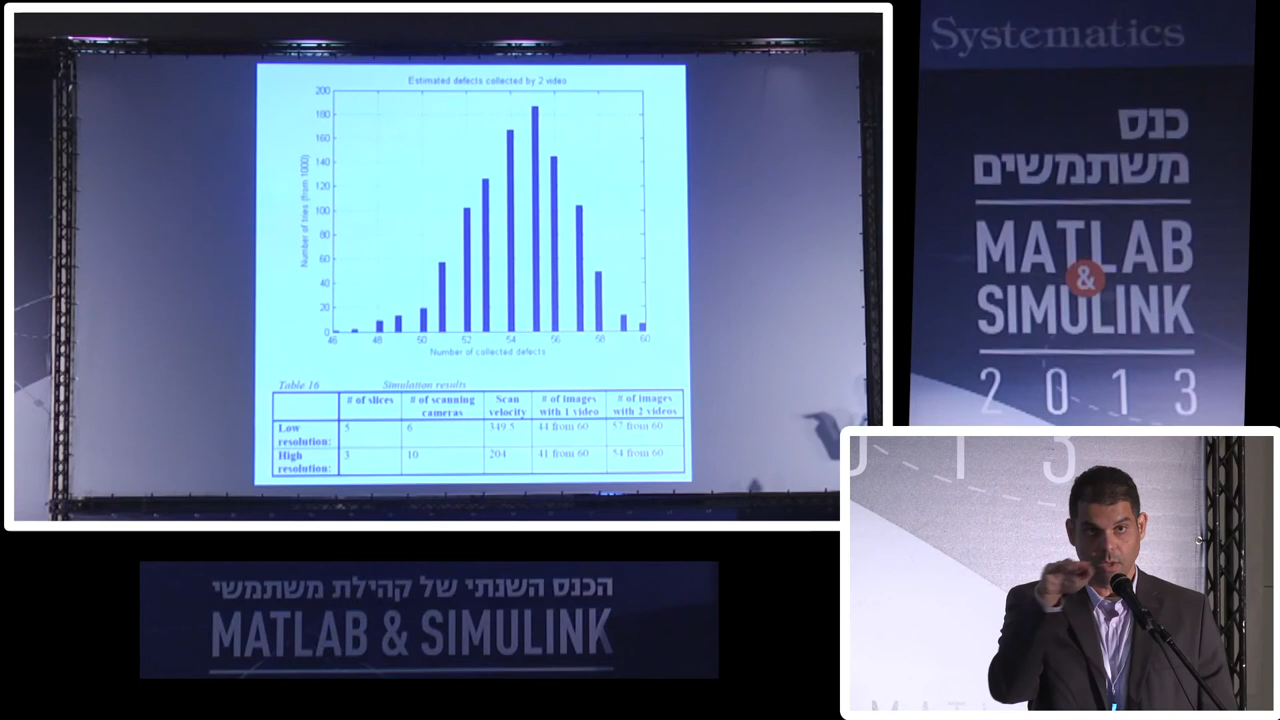 Estimated defects collected by 2 video
Number of tries (from 1000)
200
180
160
140
120
100
80
60
40
20
0
46 48 50 52 54 56 58 60
Number of collected defects
Table 16 Simulation results
# of slices # of scanning cameras Scan velocity # of images with 1 video # of images with 2 videos
Low resolution: 5 6 349.5 44 from 60 57 from 60
High resolution: 3 10 204 41 from 60 54 from 60
Systematics
כנס
משתמשים
MATLAB
&
SIMULINK
2013
הכנס השנתי של קהילת משתמשי
MATLAB & SIMULINK
13